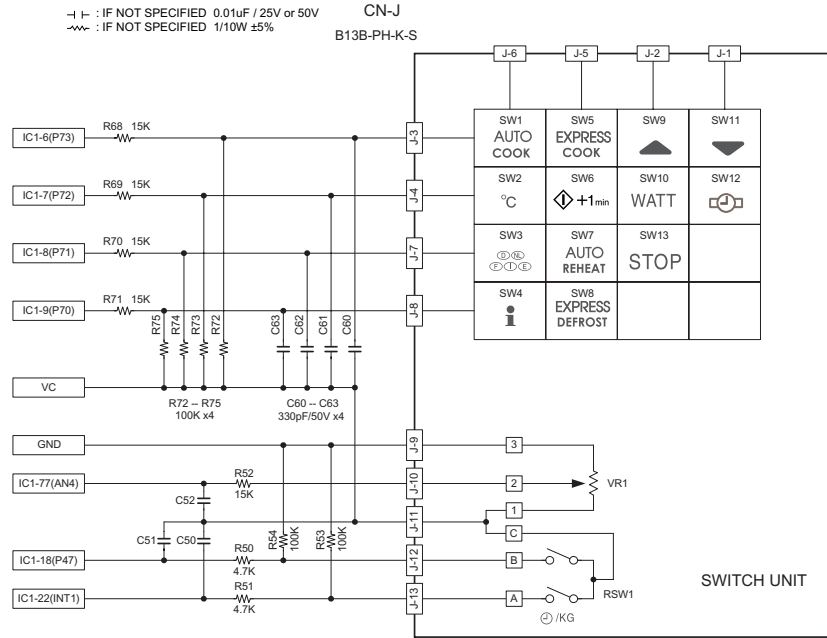 : IF NOT SPECIFIED 0.01uF / 25V or 50V
: IF NOT SPECIFIED 1/10W ±5%
CN-J
B13B-PH-K-S
J-6
J-5
J-2
J-1
IC1-6(P73)
R68 15K
J-3
SW1
AUTO
COOK
SW5
EXPRESS
COOK
SW9
SW11
IC1-7(P72)
R69 15K
J-4
SW2
°C
SW6
+1min
SW10
WATT
SW12
IC1-8(P71)
R70 15K
J-7
SW3
D NL
F I E
SW7
AUTO
REHEAT
SW13
STOP
IC1-9(P70)
R71 15K
J-8
SW4
i
SW8
EXPRESS
DEFROST
R75
R74
R73
R72
C63
C62
C61
C60
VC
R72 -- R75
100K x4
C60 -- C63
330pF/50V x4
GND
J-9
3
IC1-77(AN4)
R52
15K
J-10
2
VR1
C52
J-11
1
C
C51
C50
R54
100K
R53
100K
IC1-18(P47)
R50
4.7K
J-12
B
IC1-22(INT1)
R51
4.7K
J-13
A
RSW1
/KG
SWITCH UNIT